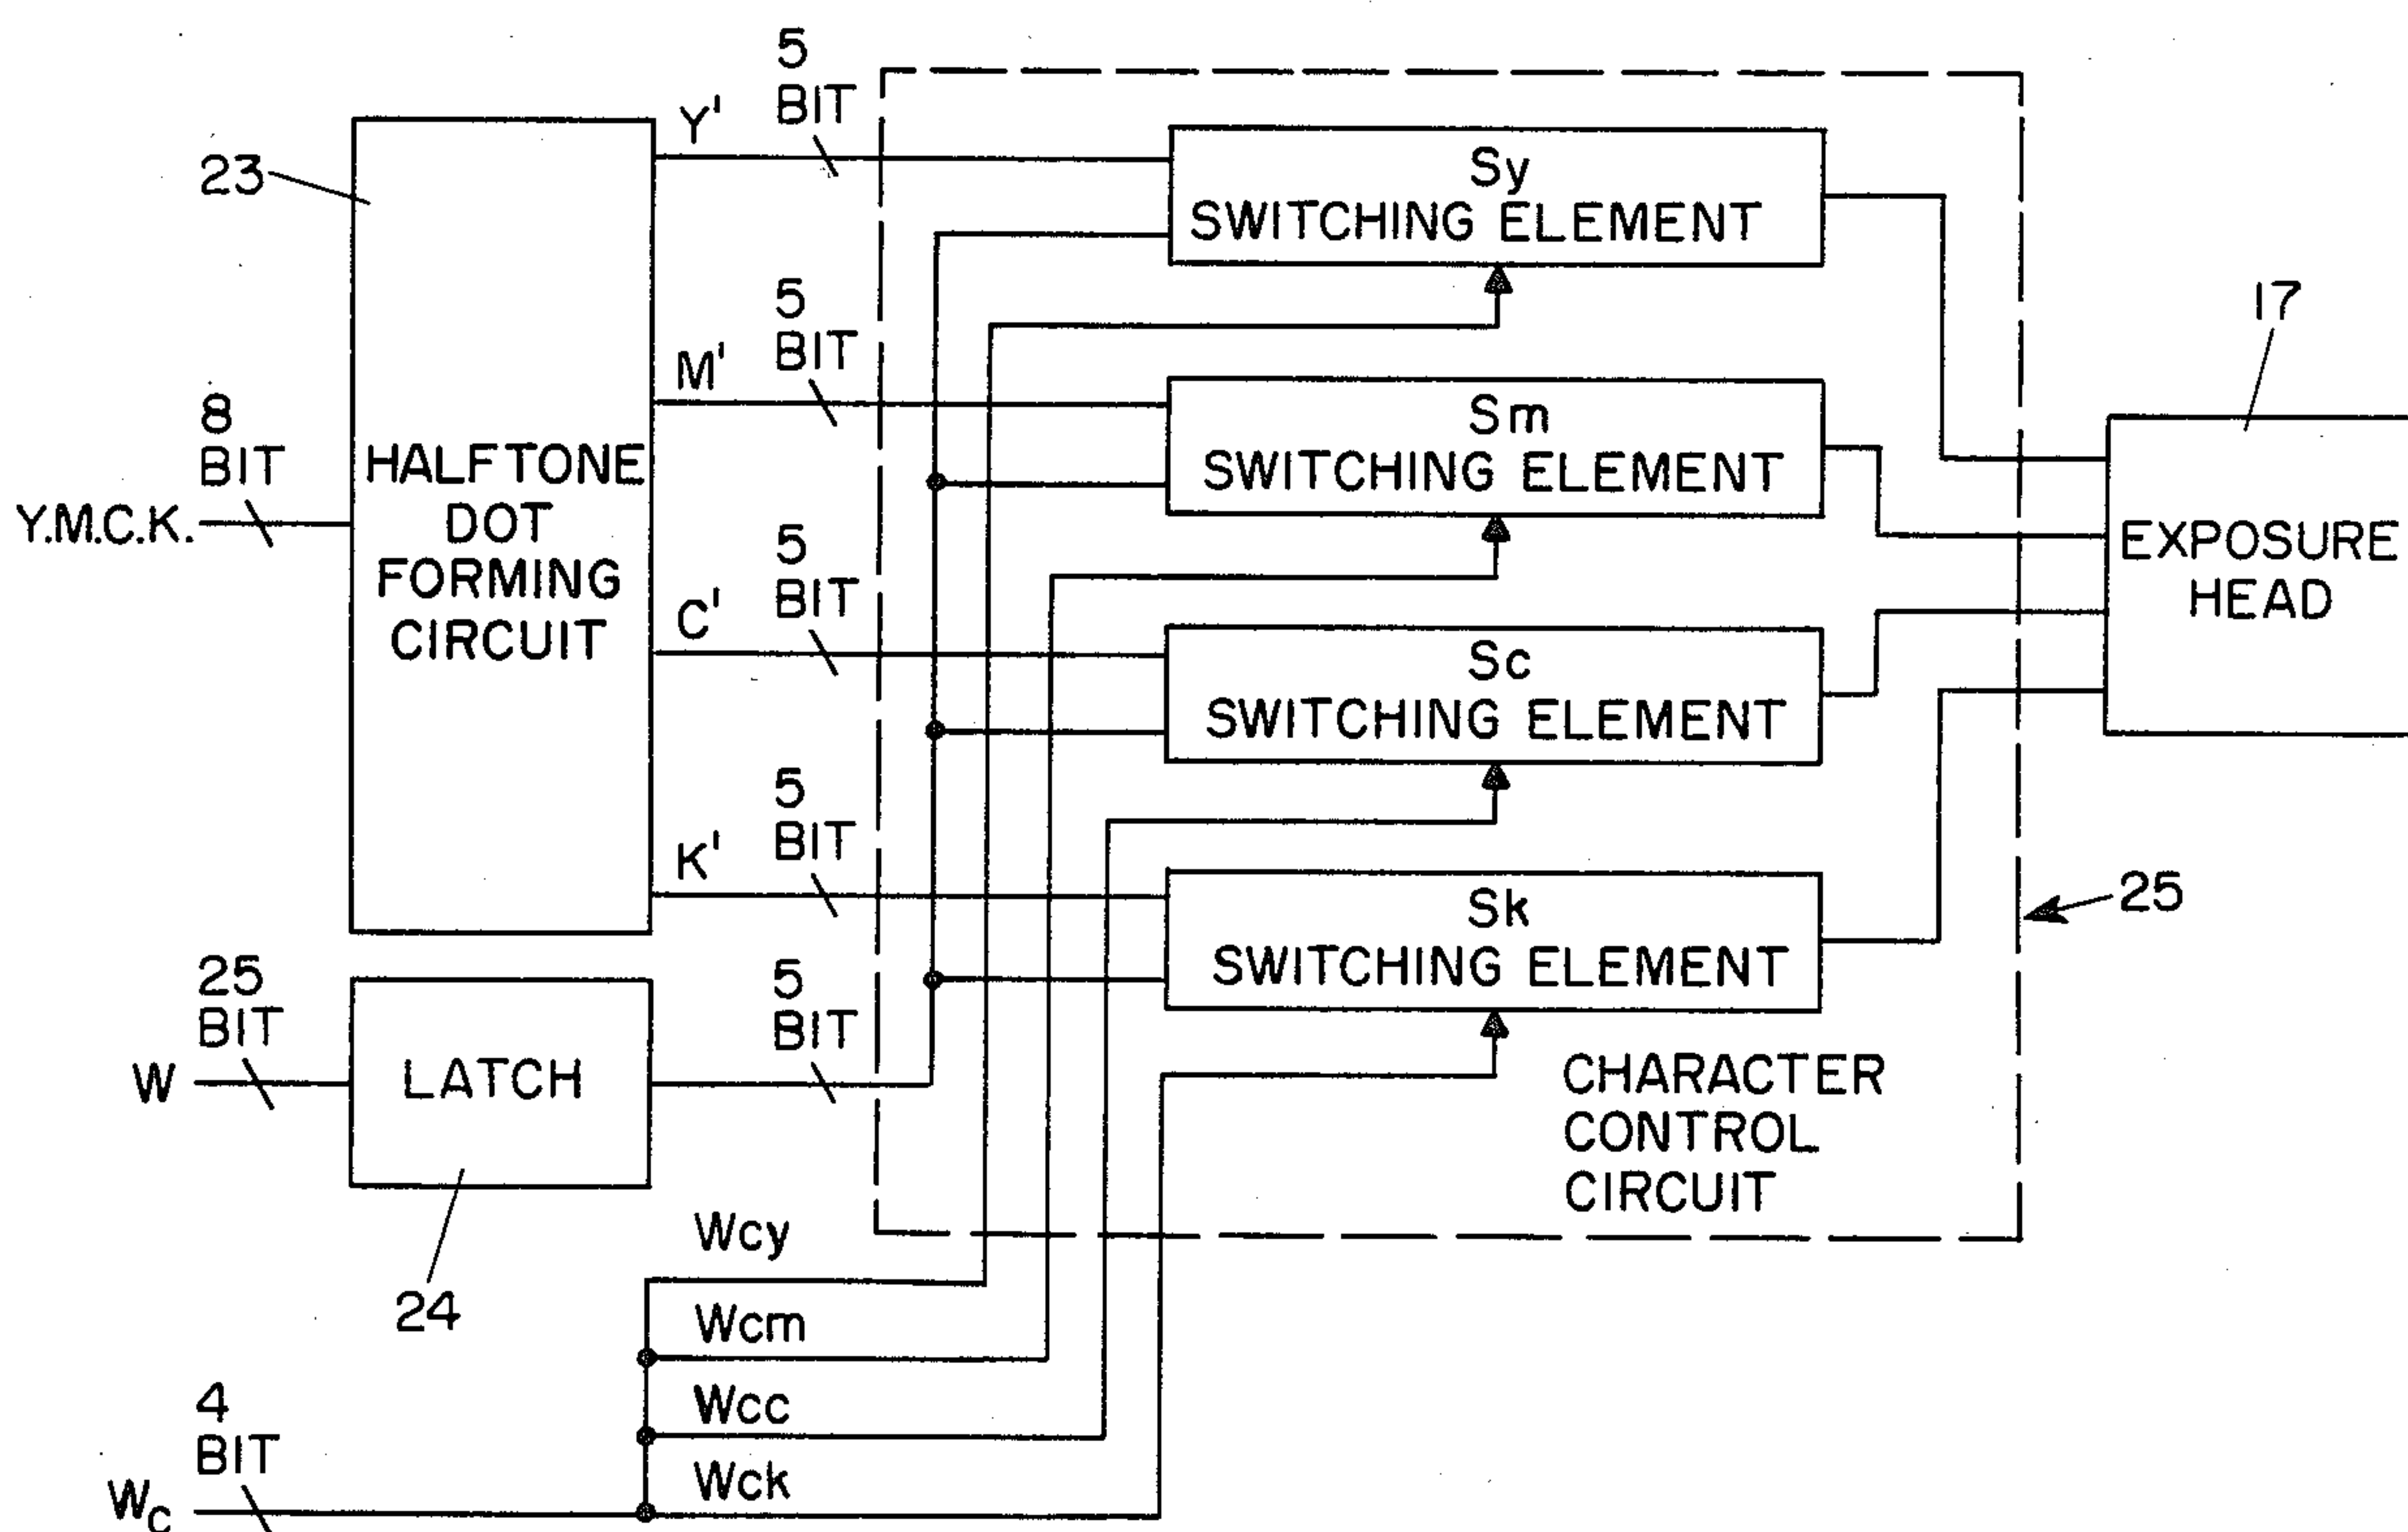 23
8
BIT
Y.M.C.K.
HALFTONE
DOT
FORMING
CIRCUIT
Y'
5
BIT
M'
5
BIT
C'
5
BIT
K'
5
BIT
Sy
SWITCHING ELEMENT
Sm
SWITCHING ELEMENT
Sc
SWITCHING ELEMENT
Sk
SWITCHING ELEMENT
17
EXPOSURE
HEAD
25
25
BIT
W
LATCH
24
5
BIT
CHARACTER
CONTROL
CIRCUIT
Wcy
Wcm
Wcc
Wck
4
BIT
Wc